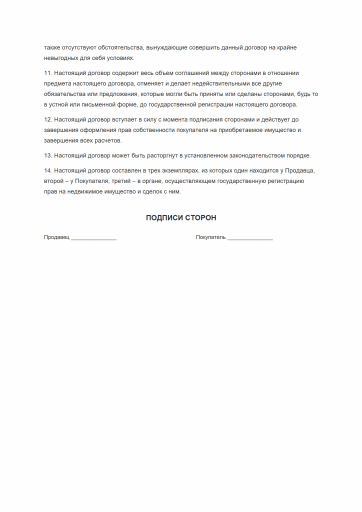 также отсутствуют обстоятельства, вынуждающие совершить данный договор на крайне
невыгодных для себя условиях.
11. Настоящий договор содержит весь объем соглашений между сторонами в отношении
предмета настоящего договора, отменяет и делает недействительными все другие
обязательства или предложения, которые могли быть приняты или сделаны сторонами, будь то
в устной или письменной форме, до государственной регистрации настоящего договора.
12. Настоящий договор вступает в силу с момента подписания сторонами и действует до
завершения оформления прав собственности покупателя на приобретаемое имущество и
завершения всех расчетов.
13. Настоящий договор может быть расторгнут в установленном законодательством порядке.
14. Настоящий договор составлен в трех экземплярах, из которых один находится у Продавца,
второй – у Покупателя, третий – в органе, осуществляющем государственную регистрацию
прав на недвижимое имущество и сделок с ним.
ПОДПИСИ СТОРОН
Продавец _______________ Покупатель _______________